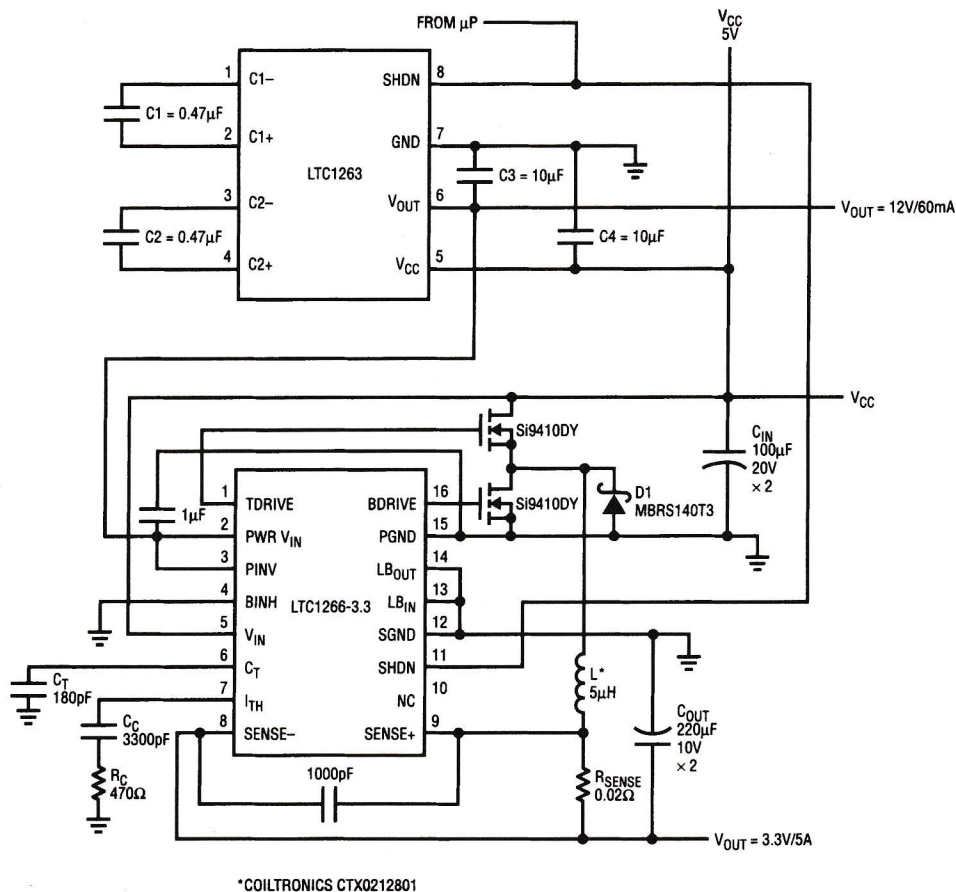 FROM µP
VCC
5V
1 C1–
SHDN 8
C1 = 0.47µF
2 C1+
GND 7
LTC1263
C3 = 10µF
3 C2–
VOUT 6
VOUT = 12V/60mA
C2 = 0.47µF
C4 = 10µF
4 C2+
VCC 5
VCC
Si9410DY
CIN
100µF
20V
× 2
1 TDRIVE
BDRIVE 16
Si9410DY
D1
MBRS140T3
1µF
2 PWR VIN
PGND 15
3 PINV
LBOUT 14
4 BINH
LBIN 13
LTC1266-3.3
5 VIN
SGND 12
6 CT
SHDN 11
CT
180pF
L*
5µH
7 ITH
NC 10
CC
3300pF
8 SENSE–
SENSE+ 9
COUT
220µF
10V
× 2
RC
470Ω
1000pF
RSENSE
0.02Ω
VOUT = 3.3V/5A
*COILTRONICS CTX0212801